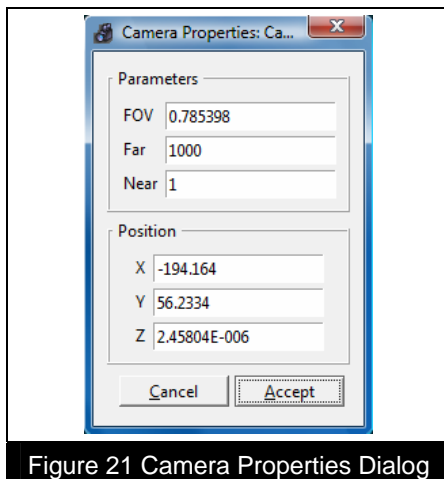 Camera Properties: Ca...
Parameters
FOV 0.785398
Far 1000
Near 1
Position
X -194.164
Y 56.2334
Z 2.45804E-006
Cancel Accept
Figure 21 Camera Properties Dialog